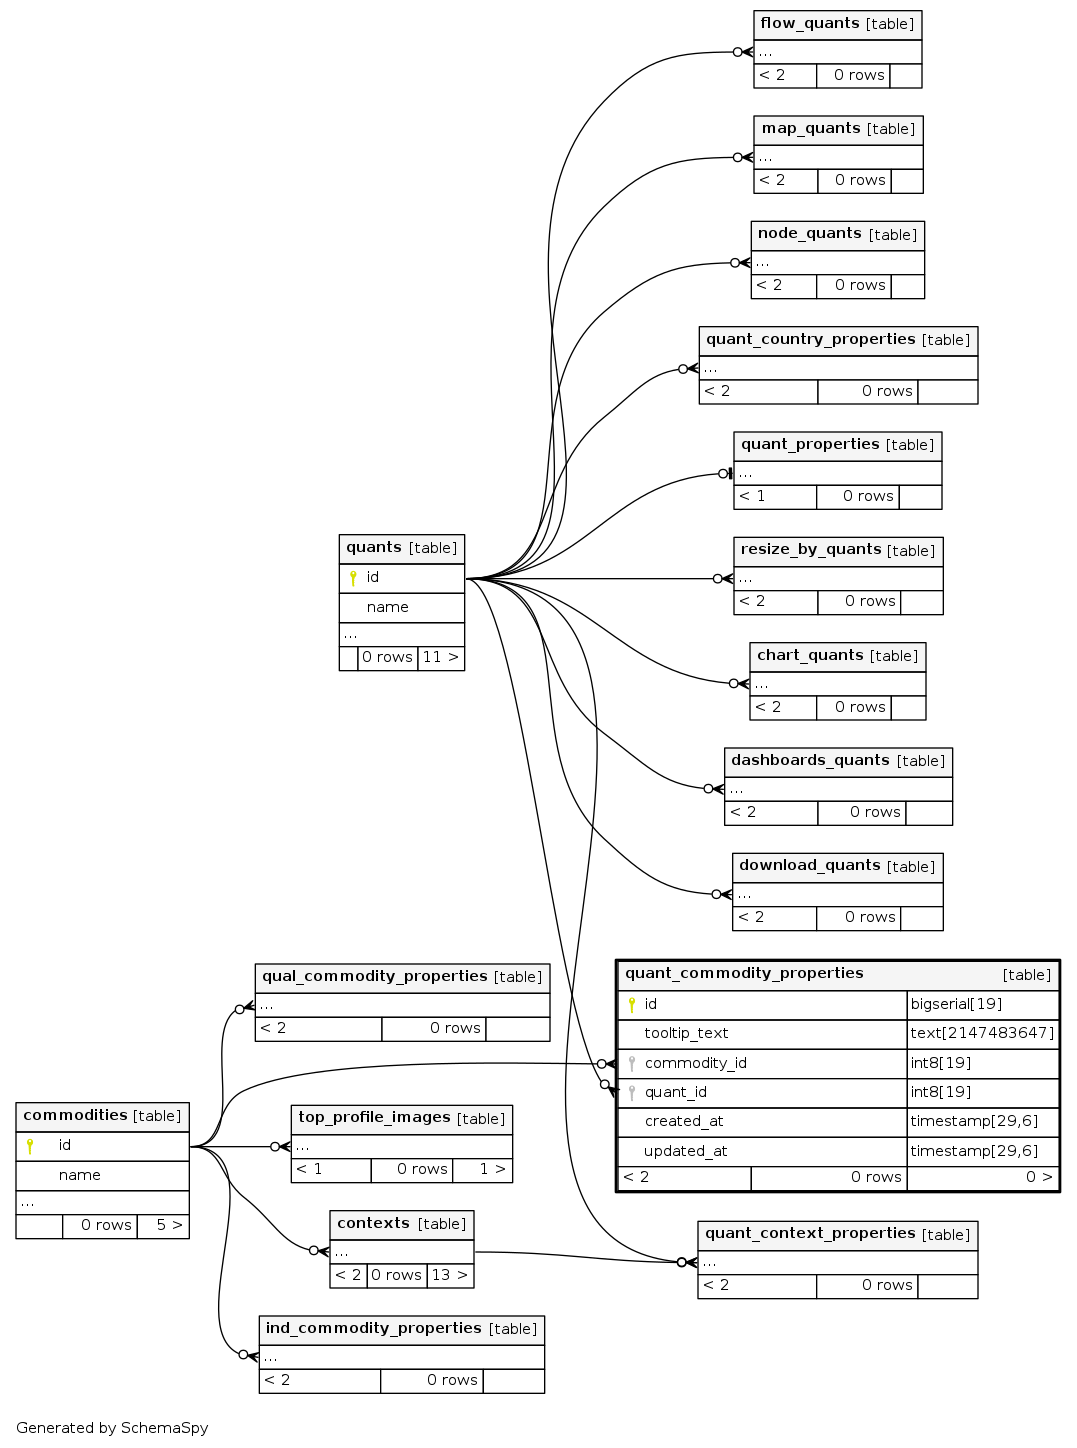 flow_quants [table]
...
< 2 0 rows
map_quants [table]
...
< 2 0 rows
node_quants [table]
...
< 2 0 rows
quant_country_properties [table]
...
< 2 0 rows
quant_properties [table]
...
< 1 0 rows
quants [table]
id
name
...
0 rows 11 >
resize_by_quants [table]
...
< 2 0 rows
chart_quants [table]
...
< 2 0 rows
dashboards_quants [table]
...
< 2 0 rows
download_quants [table]
...
< 2 0 rows
qual_commodity_properties [table]
...
< 2 0 rows
quant_commodity_properties [table]
id bigserial[19]
tooltip_text text[2147483647]
commodity_id int8[19]
quant_id int8[19]
created_at timestamp[29,6]
updated_at timestamp[29,6]
< 2 0 rows 0 >
commodities [table]
id
name
...
0 rows 5 >
top_profile_images [table]
...
< 1 0 rows 1 >
contexts [table]
...
< 2 0 rows 13 >
quant_context_properties [table]
...
< 2 0 rows
ind_commodity_properties [table]
...
< 2 0 rows
Generated by SchemaSpy